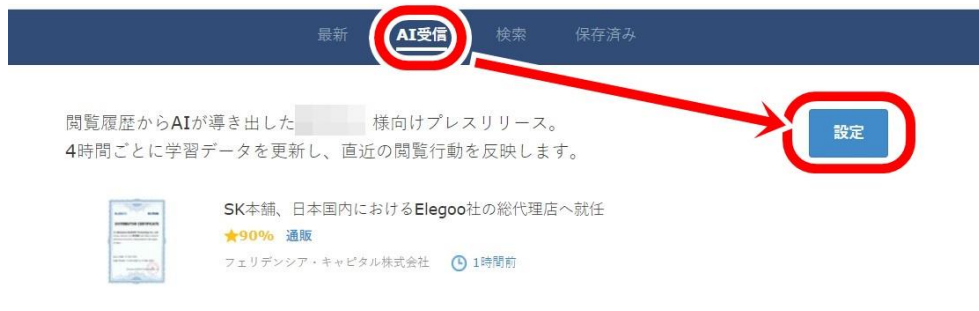 最新 AI受信 検索 保存済み
閲覧履歴からAIが導き出した 様向けプレスリリース。
4時間ごとに学習データを更新し、直近の閲覧行動を反映します。
設定
SK本舗、日本国内におけるElegoo社の総代理店へ就任
★90% 通販
フェリデンシア・キャピタル株式会社 1時間前